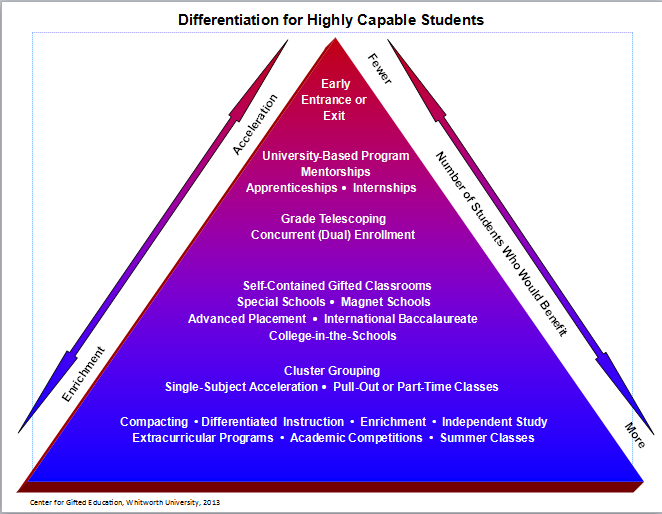 Differentiation for Highly Capable Students
Fewer
Acceleration
Number of Students Who Would Benefit
Early
Entrance or
Exit
University-Based Program
Mentorships
Apprenticeships • Internships
Grade Telescoping
Concurrent (Dual) Enrollment
Self-Contained Gifted Classrooms
Special Schools • Magnet Schools
Advanced Placement • International Baccalaureate
College-in-the-Schools
Enrichment
Cluster Grouping
Single-Subject Acceleration • Pull-Out or Part-Time Classes
Compacting • Differentiated Instruction • Enrichment • Independent Study
Extracurricular Programs • Academic Competitions • Summer Classes
More
Center for Gifted Education, Whitworth University, 2013